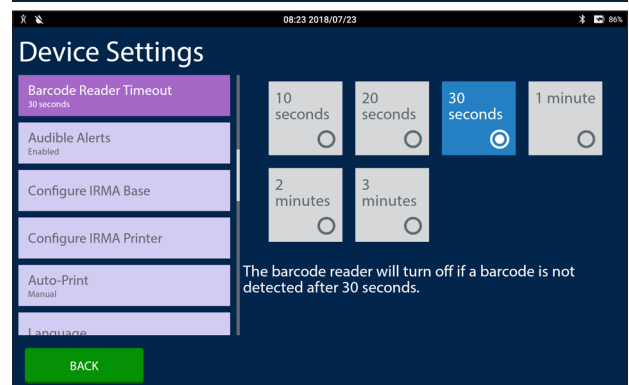 08:23 2018/07/23
86%
Device Settings
Barcode Reader Timeout
30 seconds
Audible Alerts
Enabled
Configure IRMA Base
Configure IRMA Printer
Auto-Print
Manual
Language
10
seconds
20
seconds
30
seconds
1 minute
2
minutes
3
minutes
The barcode reader will turn off if a barcode is not
detected after 30 seconds.
BACK